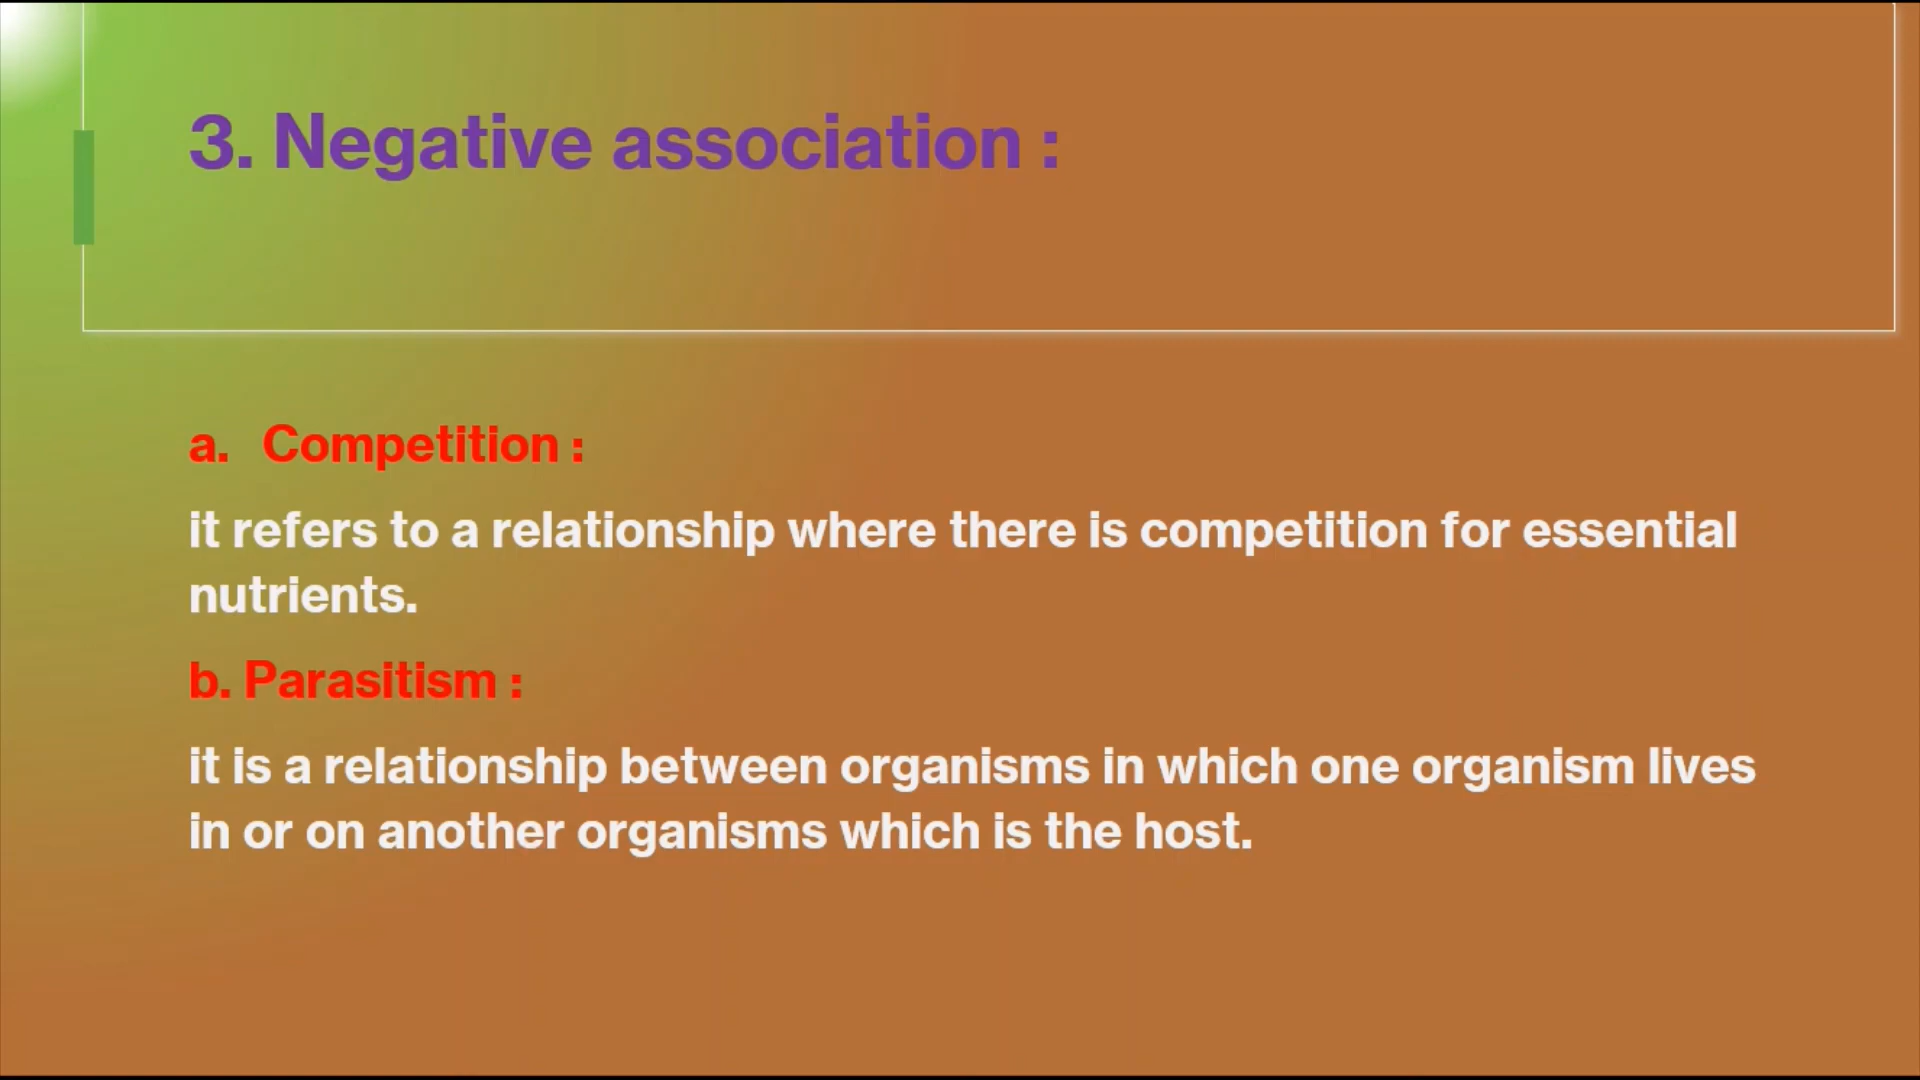 3. Negative association :
a. Competition :
it refers to a relationship where there is competition for essential
nutrients.
b. Parasitism :
it is a relationship between organisms in which one organism lives
in or on another organisms which is the host.